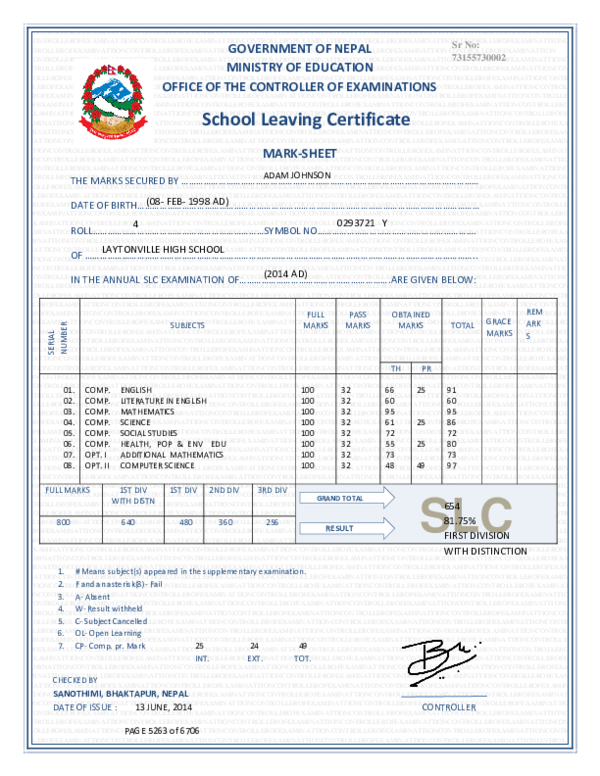 GOVERNMENT OF NEPAL
Sr No:
73155730002
MINISTRY OF EDUCATION
OFFICE OF THE CONTROLLER OF EXAMINATIONS
School Leaving Certificate
MARK-SHEET
THE MARKS SECURED BY ADAM JOHNSON
DATE OF BIRTH (08- FEB- 1998 AD)
ROLL 4 SYMBOL NO 0293721 Y
OF LAYTONVILLE HIGH SCHOOL
IN THE ANNUAL SLC EXAMINATION OF (2014 AD) ARE GIVEN BELOW:
SERIAL NUMBER SUBJECTS FULL MARKS PASS MARKS OBTAINED MARKS TOTAL GRACE MARKS REM ARK S
TH PR
01. COMP. ENGLISH 100 32 66 25 91
02. COMP. LITERATURE IN ENGLISH 100 32 60 60
03. COMP. MATHEMATICS 100 32 95 95
04. COMP. SCIENCE 100 32 61 25 86
05. COMP. SOCIAL STUDIES 100 32 72 72
06. COMP. HEALTH, POP & ENV EDU 100 32 55 25 80
07. OPT. I ADDITIONAL MATHEMATICS 100 32 73 73
08. OPT. II COMPUTER SCIENCE 100 32 48 49 97
FULL MARKS 1ST DIV WITH DISTN 1ST DIV 2ND DIV 3RD DIV
800 640 480 360 256
GRAND TOTAL
RESULT
SLC
654
81.75%
FIRST DIVISION
WITH DISTINCTION
1. # Means subject(s) appeared in the supplementary examination.
2. F and an asterisk(β)- Fail
3. A- Absent
4. W- Result withheld
5. C- Subject Cancelled
6. OL- Open Learning
7. CP- Comp. pr. Mark 25 24 49
INT. EXT. TOT.
CHECKED BY
SANOTHIMI, BHAKTAPUR, NEPAL
DATE OF ISSUE : 13 JUNE, 2014
CONTROLLER
PAGE 5263 of 6706